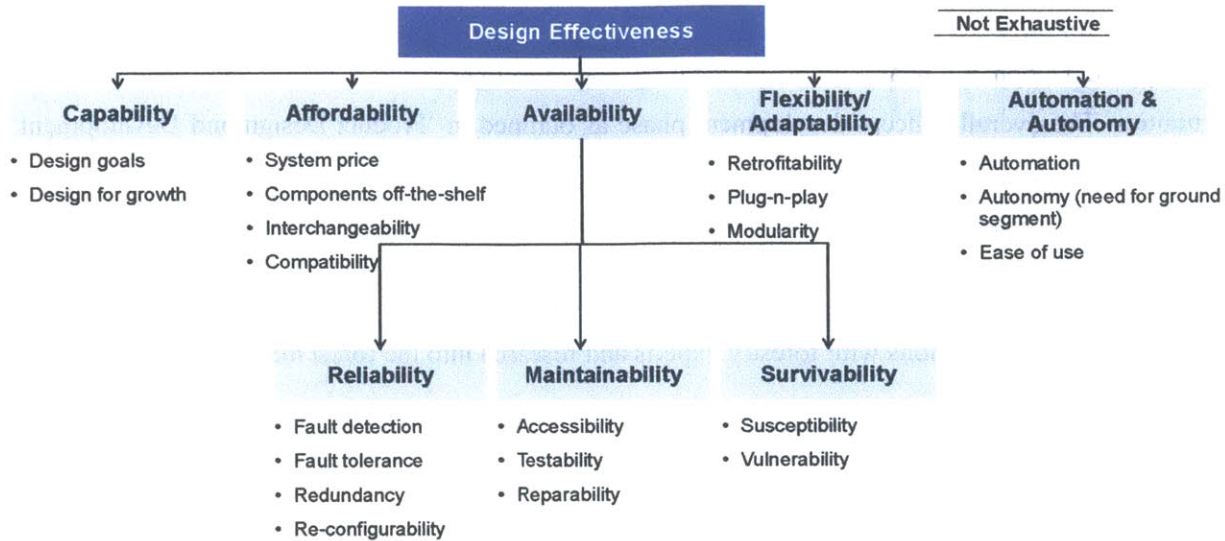 Design Effectiveness
Not Exhaustive
Capability
• Design goals
• Design for growth
Affordability
• System price
• Components off-the-shelf
• Interchangeability
• Compatibility
Availability
Flexibility/
Adaptability
• Retrofitability
• Plug-n-play
• Modularity
Automation &
Autonomy
• Automation
• Autonomy (need for ground
segment)
• Ease of use
Reliability
• Fault detection
• Fault tolerance
• Redundancy
• Re-configurability
Maintainability
• Accessibility
• Testability
• Reparability
Survivability
• Susceptibility
• Vulnerability